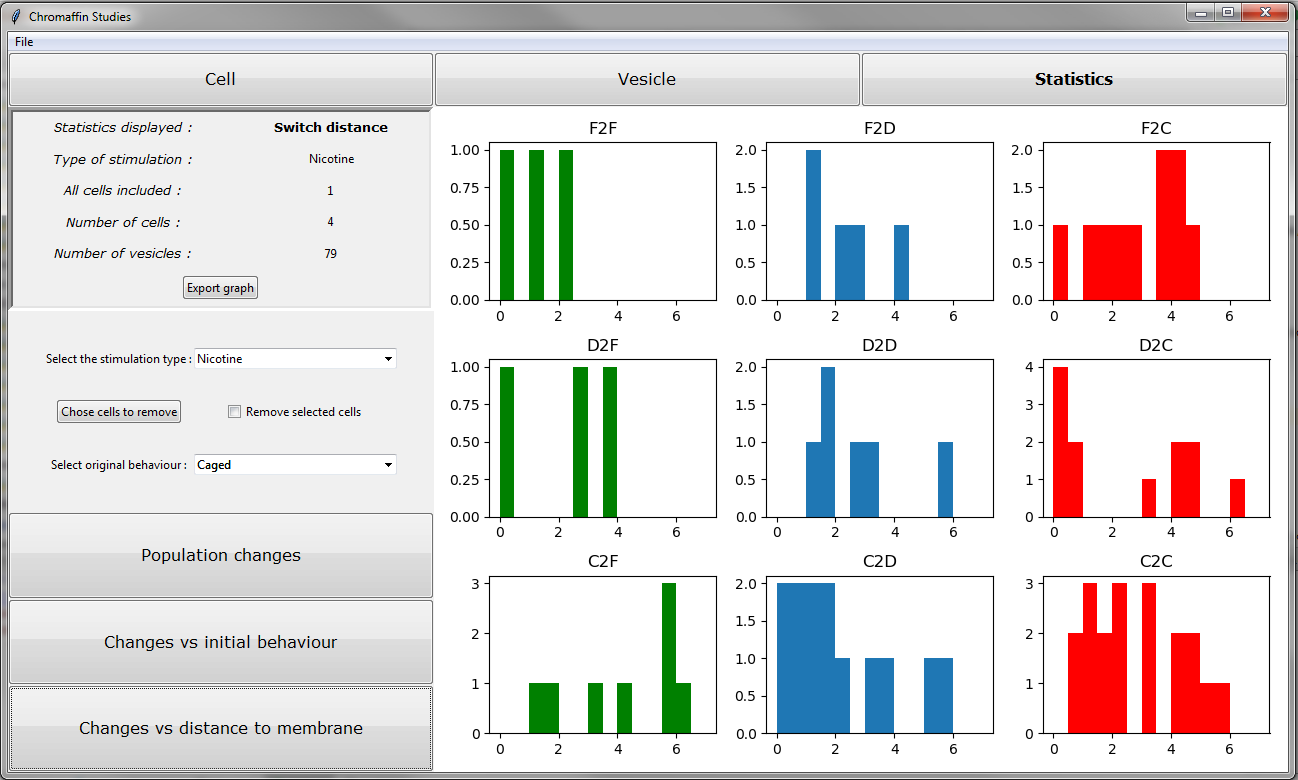 Chromaffin Studies
File
Cell Vesicle Statistics
Statistics displayed : Switch distance
Type of stimulation : Nicotine
All cells included : 1
Number of cells : 4
Number of vesicles : 79
Export graph
Select the stimulation type : Nicotine
Chose cells to remove Remove selected cells
Select original behaviour : Caged
Population changes
Changes vs initial behaviour
Changes vs distance to membrane
F2F
1.00
0.75
0.50
0.25
0.00
0 2 4 6
F2D
2.0
1.5
1.0
0.5
0.0
0 2 4 6
F2C
2.0
1.5
1.0
0.5
0.0
0 2 4 6
D2F
1.00
0.75
0.50
0.25
0.00
0 2 4 6
D2D
2.0
1.5
1.0
0.5
0.0
0 2 4 6
D2C
4
3
2
1
0
0 2 4 6
C2F
3
2
1
0
0 2 4 6
C2D
2.0
1.5
1.0
0.5
0.0
0 2 4 6
C2C
3
2
1
0
0 2 4 6